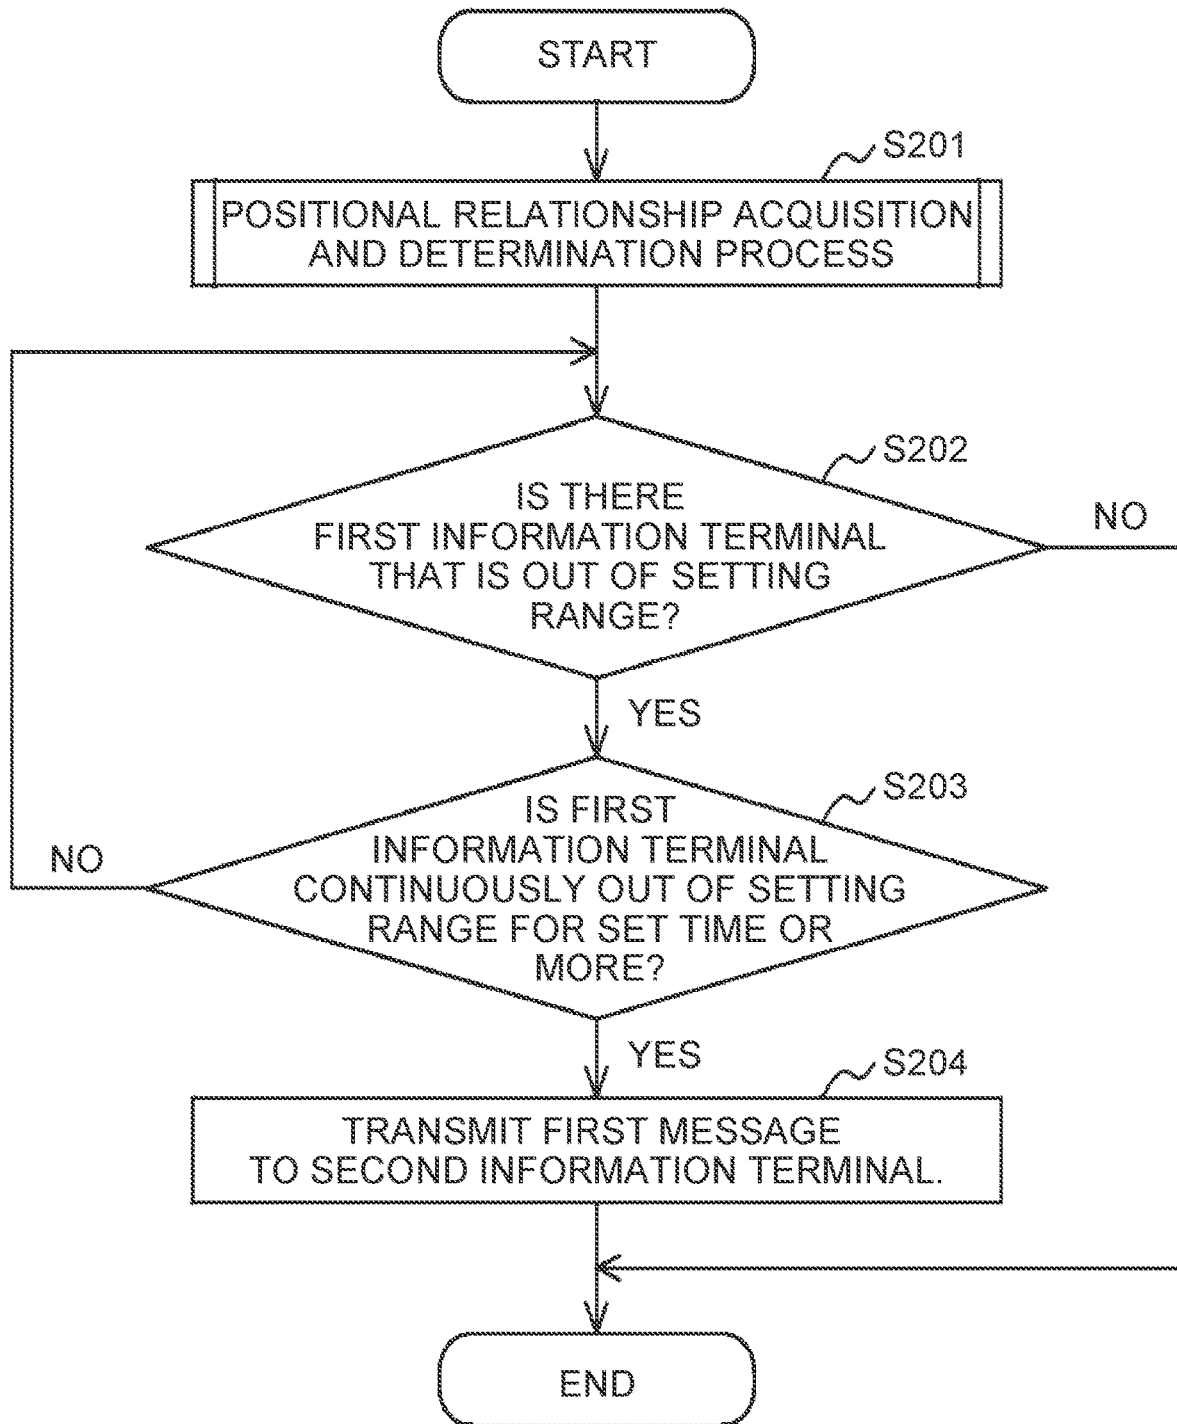 START
S201
POSITIONAL RELATIONSHIP ACQUISITION
AND DETERMINATION PROCESS
S202
IS THERE
FIRST INFORMATION TERMINAL
THAT IS OUT OF SETTING
RANGE?
NO
YES
S203
IS FIRST
INFORMATION TERMINAL
CONTINUOUSLY OUT OF SETTING
RANGE FOR SET TIME OR
MORE?
NO
YES
S204
TRANSMIT FIRST MESSAGE
TO SECOND INFORMATION TERMINAL.
END